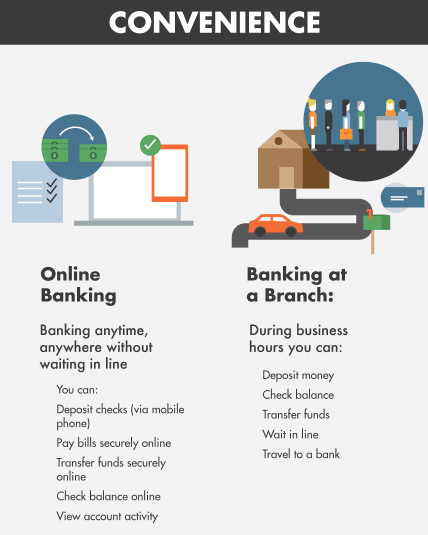 CONVENIENCE
Online
Banking
Banking anytime,
anywhere without
waiting in line
You can:
Deposit checks (via mobile
phone)
Pay bills securely online
Transfer funds securely
online
Check balance online
View account activity
Banking at
a Branch:
During business
hours you can:
Deposit money
Check balance
Transfer funds
Wait in line
Travel to a bank